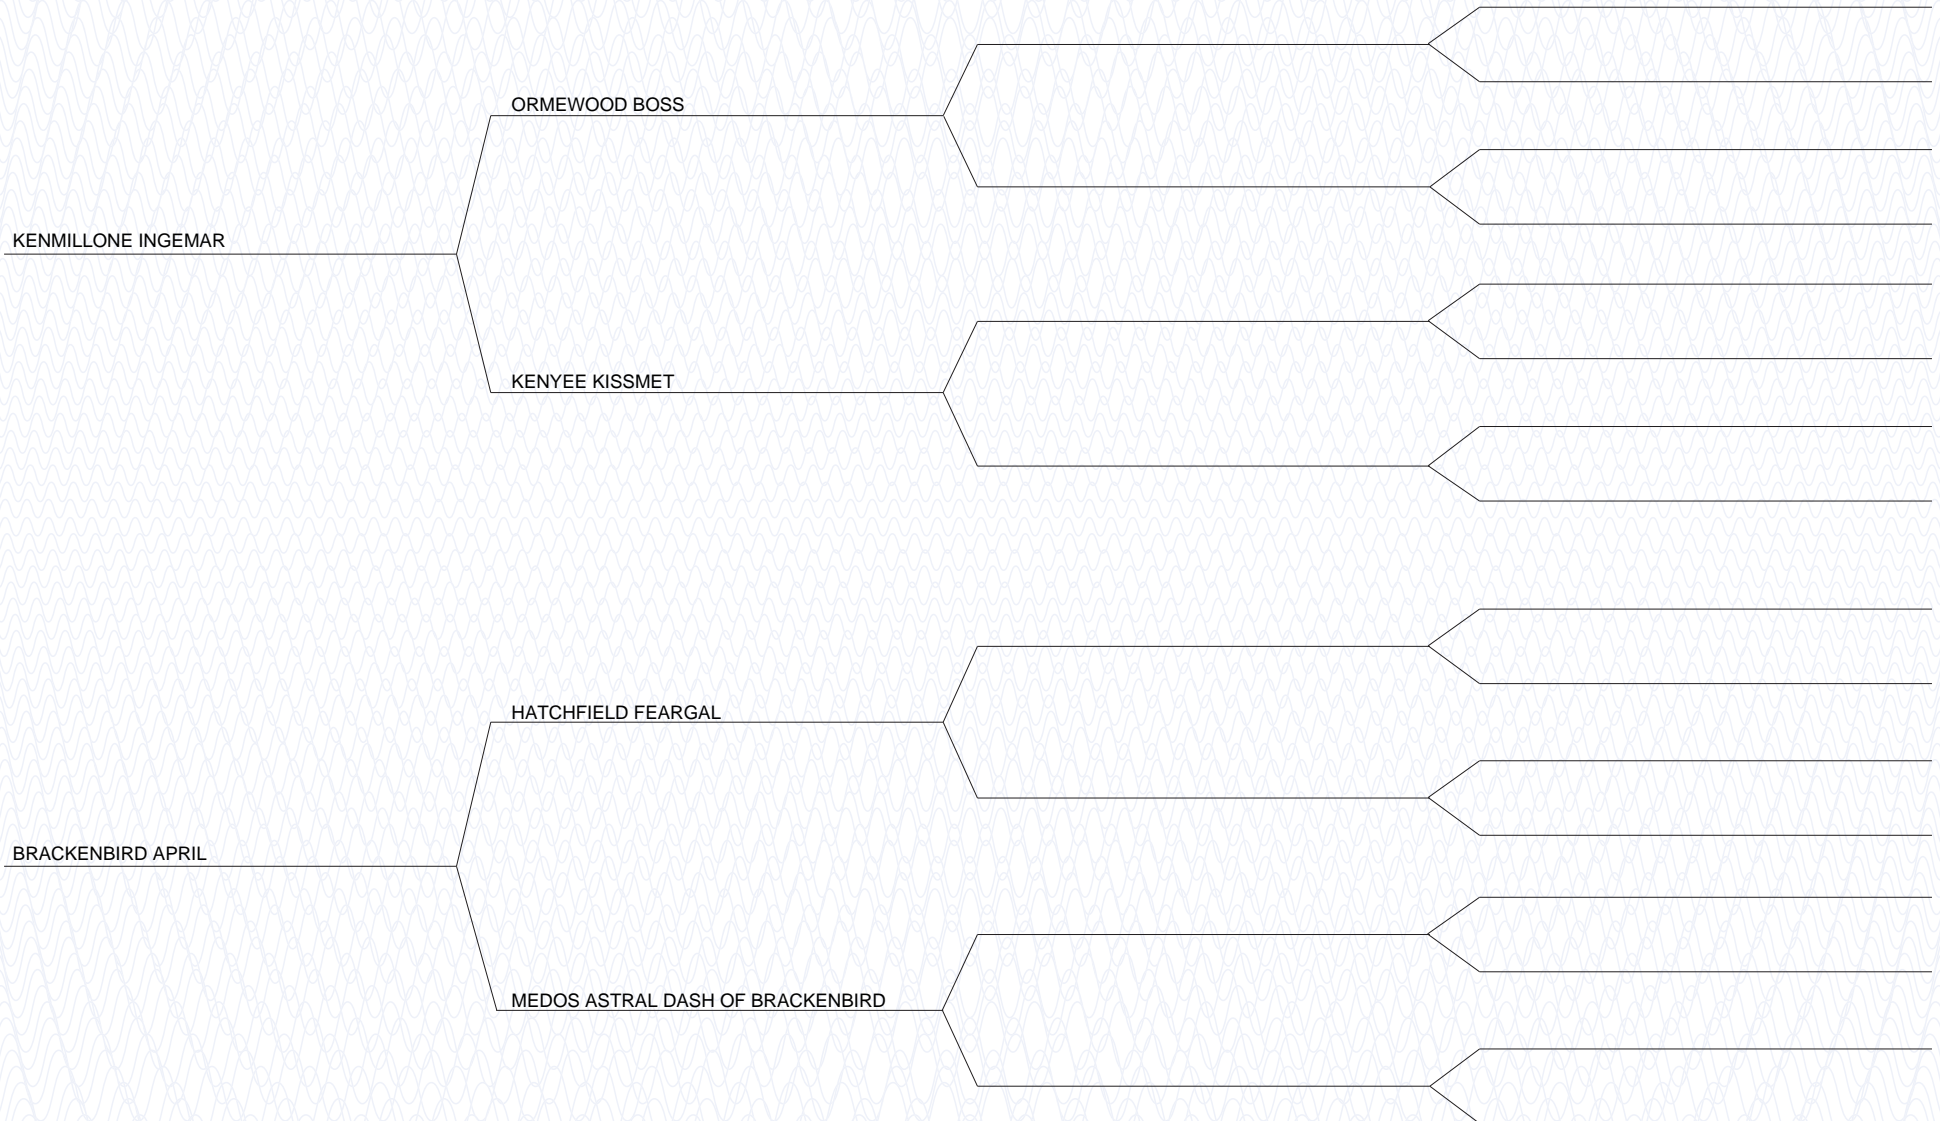 ORMEWOOD BOSS
KENMILLONE INGEMAR
KENYEE KISSMET
HATCHFIELD FEARGAL
BRACKENBIRD APRIL
MEDOS ASTRAL DASH OF BRACKENBIRD